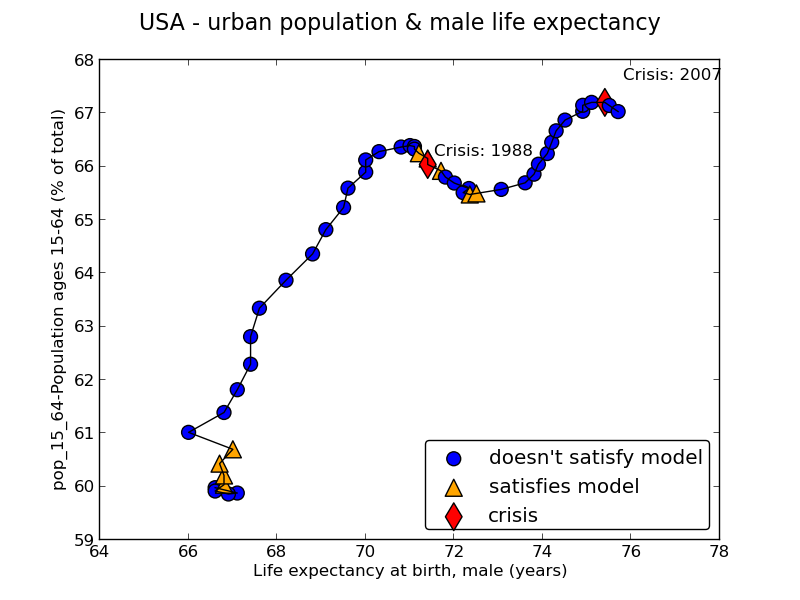 USA - urban population & male life expectancy
68
67
66
65
64
63
62
61
60
59
pop_15_64-Population ages 15-64 (% of total)
Crisis: 2007
Crisis: 1988
doesn't satisfy model
satisfies model
crisis
64
66
68
70
72
74
76
78
Life expectancy at birth, male (years)